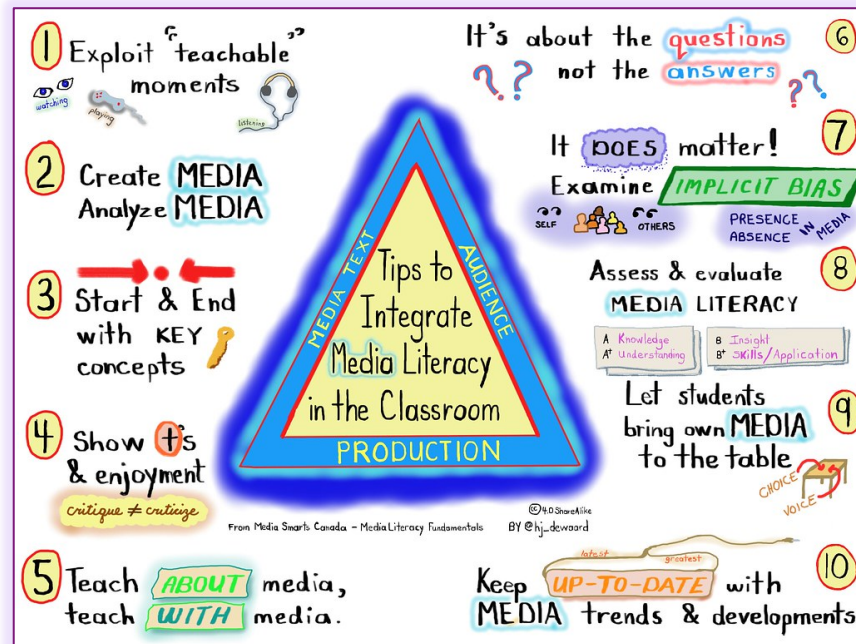 1 Exploit "teachable"
moments
watching
playing
listening
2 Create MEDIA
Analyze MEDIA
3 Start & End
with KEY
concepts
4 Show +'s
& enjoyment
critique ≠ criticize
5 Teach ABOUT media,
teach WITH media.
MEDIA TEXT
AUDIENCE
PRODUCTION
Tips to
Integrate
Media Literacy
in the Classroom
From Media Smarts Canada - Media Literacy Fundamentals
cc 4.0 ShareAlike
BY @hj_dewaard
It's about the questions 6
?? not the answers ??
7
It DOES matter!
Examine IMPLICIT BIAS
SELF OTHERS
PRESENCE
ABSENCE IN MEDIA
8
Assess & evaluate
MEDIA LITERACY
A Knowledge
A+ Understanding
B Insight
B+ Skills/Application
9
Let students
bring own MEDIA
to the table
CHOICE
VOICE
10
latest greatest
Keep UP-TO-DATE with
MEDIA trends & developments